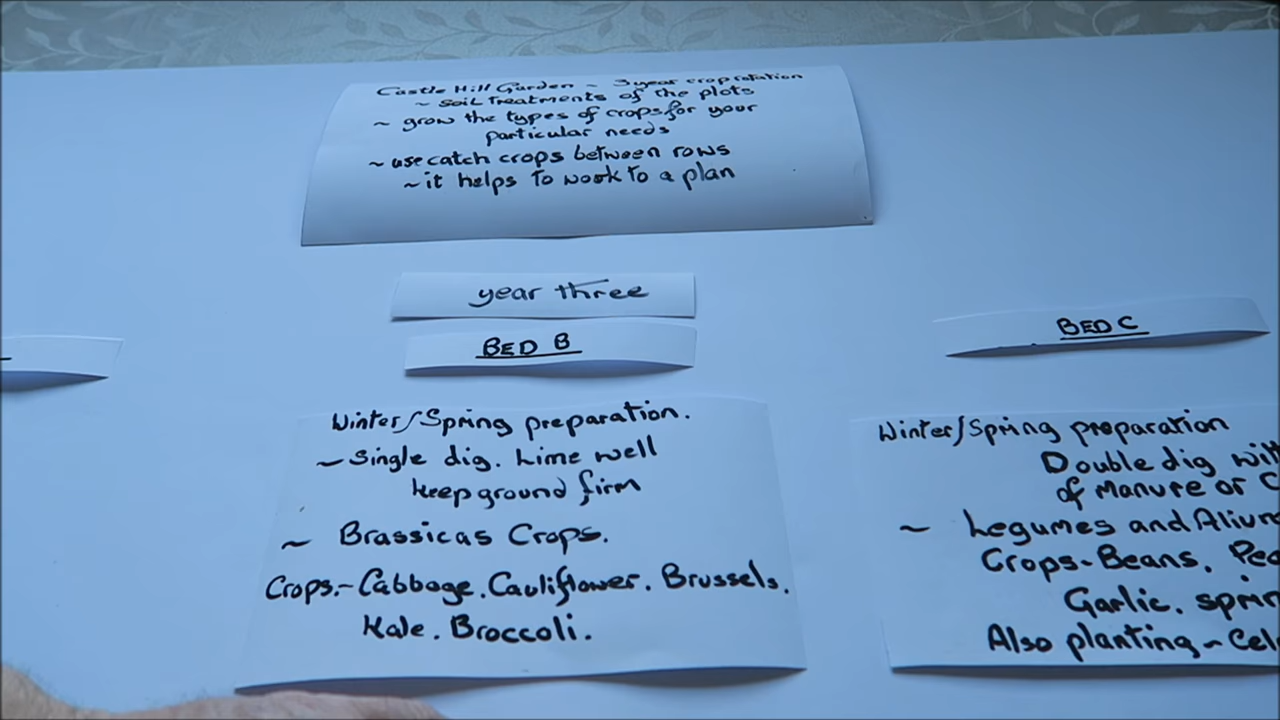 Castle Hill Garden ~ 3 year crop rotation
~ Soil Treatments of the plots
~ grow the types of crops for your
particular needs
~ use catch crops between rows
~ it helps to work to a plan
year three
BED B
Winter/Spring preparation.
~ Single dig. Lime well
keep ground firm
~ Brassicas Crops.
Crops.- Cabbage. Cauliflower. Brussels.
Kale. Broccoli.
BED C
Winter/Spring preparation
Double dig
of Manure or
~ Legumes and
Crops- Beans.
Garlic.
Also planting ~